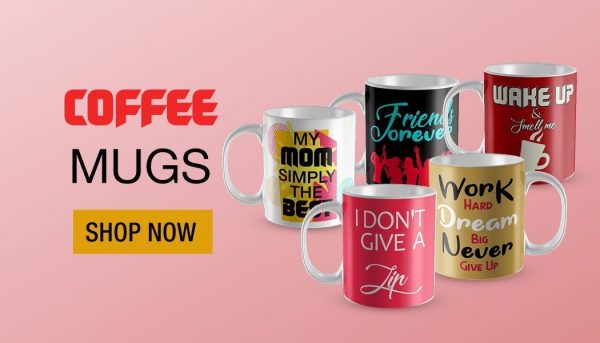 COFFEE
MUGS
SHOP NOW
MY
MOM
SIMPLY
THE
BEST
Friends
Forever
WAKE UP
&
Smell me
I DON'T
GIVE A
Zip
WORK
HARD
Dream
BIG
Never
GIVE UP